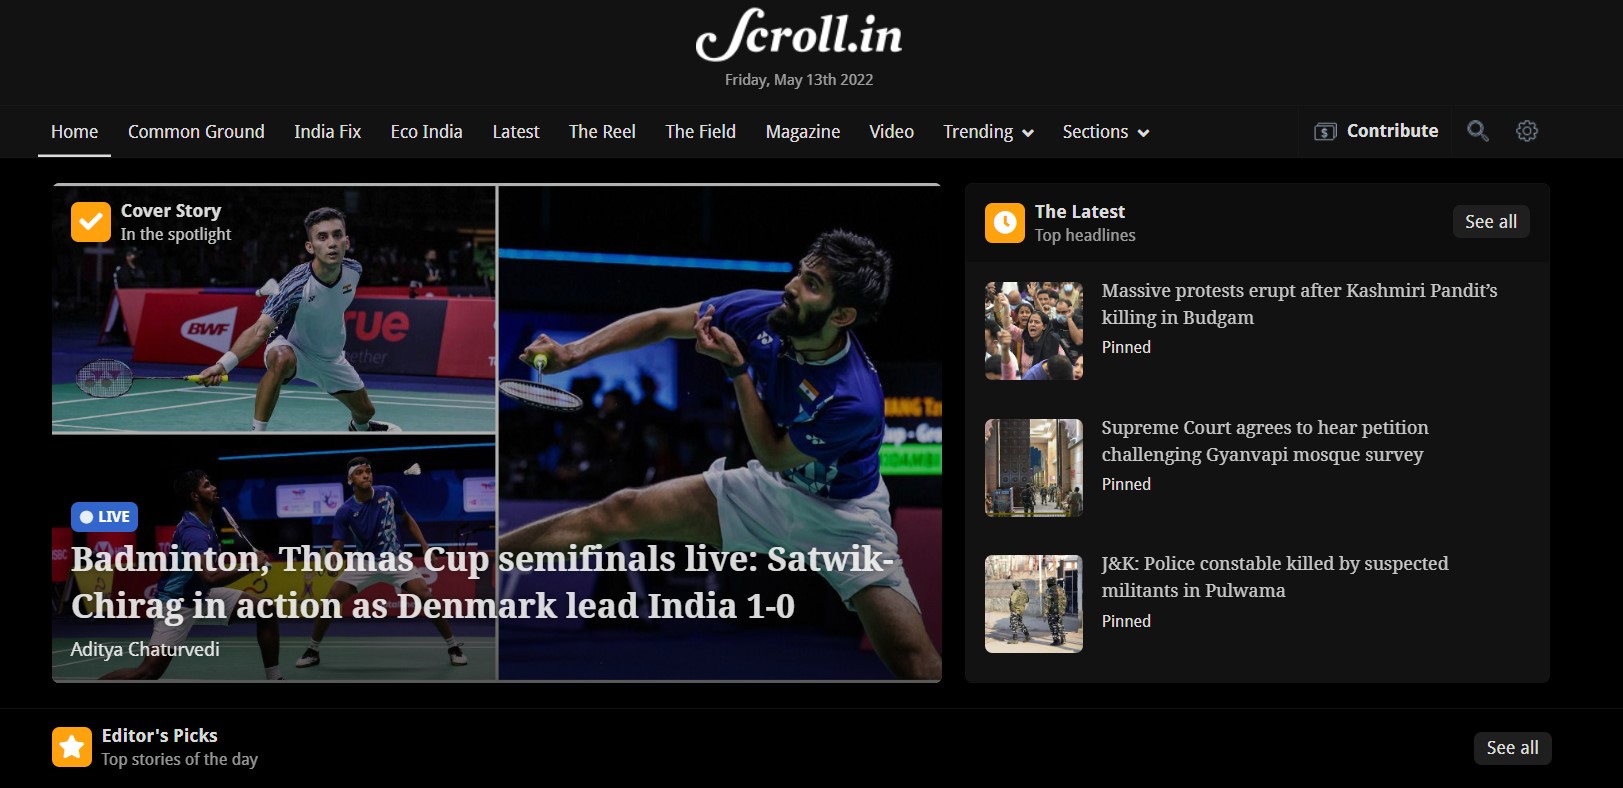 Scroll.in
Friday, May 13th 2022
Home Common Ground India Fix Eco India Latest The Reel The Field Magazine Video Trending Sections Contribute
Cover Story
In the spotlight
BWF
LIVE
Badminton, Thomas Cup semifinals live: Satwik-
Chirag in action as Denmark lead India 1-0
Aditya Chaturvedi
The Latest
Top headlines
See all
Massive protests erupt after Kashmiri Pandit’s
killing in Budgam
Pinned
Supreme Court agrees to hear petition
challenging Gyanvapi mosque survey
Pinned
J&K: Police constable killed by suspected
militants in Pulwama
Pinned
Editor's Picks
Top stories of the day
See all